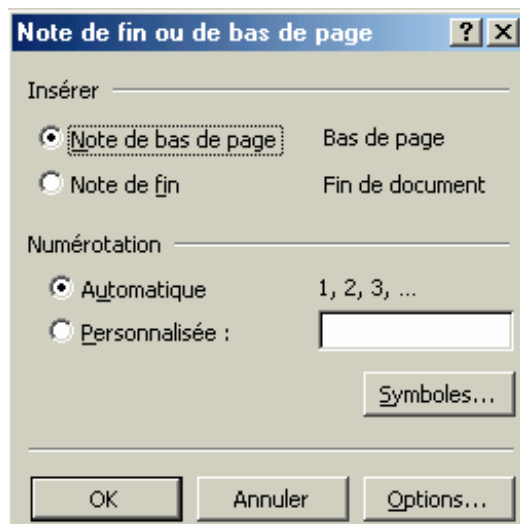 Note de fin ou de bas de page
Insérer
Note de bas de page Bas de page
Note de fin Fin de document
Numérotation
Automatique 1, 2, 3, ...
Personnalisée :
Symboles...
OK Annuler Options...